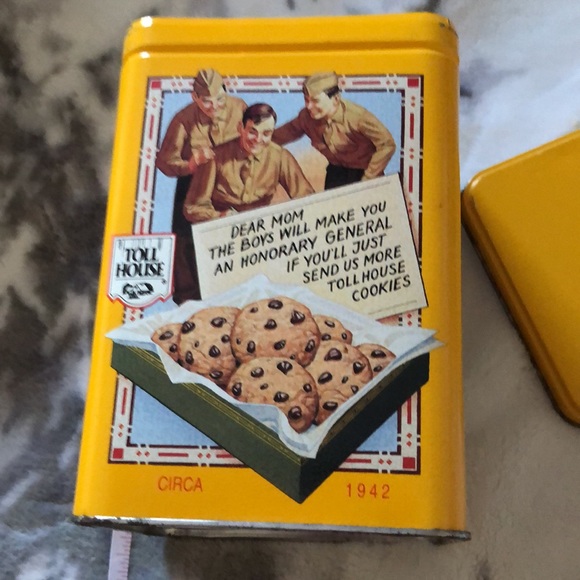 DEAR MOM
THE BOYS WILL MAKE YOU
AN HONORARY GENERAL
IF YOU'LL JUST
SEND US MORE
TOLLHOUSE
COOKIES
TOLL
HOUSE
CIRCA 1942